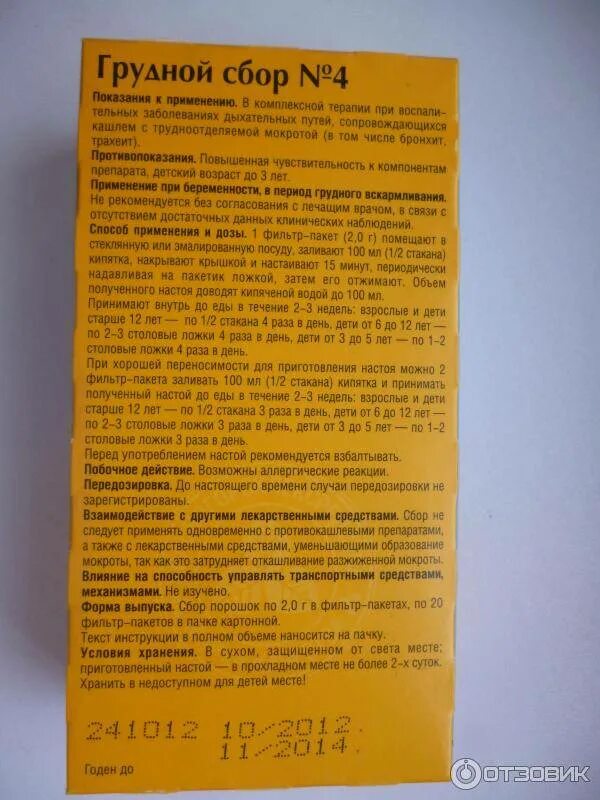 Грудной сбор №4
Показания к применению. В комплексной терапии при воспали-
тельных заболеваниях дыхательных путей, сопровождающихся
кашлем с трудноотделяемой мокротой (в том числе бронхит,
трахеит).
Противопоказания. Повышенная чувствительность к компонентам
препарата, детский возраст до 3 лет.
Применение при беременности, в период грудного вскармливания.
Не рекомендуется без согласования с лечащим врачом, в связи с
отсутствием достаточных данных клинических наблюдений.
Способ применения и дозы. 1 фильтр-пакет (2,0 г) помещают в
стеклянную или эмалированную посуду, заливают 100 мл (1/2 стакана)
кипятка, накрывают крышкой и настаивают 15 минут, периодически
надавливая на пакетик ложкой, затем его отжимают. Объем
полученного настоя доводят кипяченой водой до 100 мл.
Принимают внутрь до еды в течение 2–3 недель: взрослые и дети
старше 12 лет — по 1/2 стакана 4 раза в день, дети от 6 до 12 лет —
по 2–3 столовые ложки 4 раза в день, дети от 3 до 5 лет — по 1–2
столовые ложки 4 раза в день.
При хорошей переносимости для приготовления настоя можно 2
фильтр-пакета заливать 100 мл (1/2 стакана) кипятка и принимать
полученный настой до еды в течение 2–3 недель: взрослые и дети
старше 12 лет — по 1/2 стакана 3 раза в день, дети от 6 до 12 лет —
по 2–3 столовые ложки 3 раза в день, дети от 3 до 5 лет — по 1–2
столовые ложки 3 раза в день.
Перед употреблением настой рекомендуется взбалтывать.
Побочное действие. Возможны аллергические реакции.
Передозировка. До настоящего времени случаи передозировки не
зарегистрированы.
Взаимодействие с другими лекарственными средствами. Сбор не
следует применять одновременно с противокашлевыми препаратами,
а также с лекарственными средствами, уменьшающими образование
мокроты, так как это затрудняет откашливание разжиженной мокроты.
Влияние на способность управлять транспортными средствами,
механизмами. Не изучено.
Форма выпуска. Сбор порошок по 2,0 г в фильтр-пакетах, по 20
фильтр-пакетов в пачке картонной.
Текст инструкции в полном объеме наносится на пачку.
Условия хранения. В сухом, защищенном от света месте;
приготовленный настой — в прохладном месте не более 2-х суток.
Хранить в недоступном для детей месте!
241012 10/2012.
11/2014.
Годен до
ОТЗОВИК